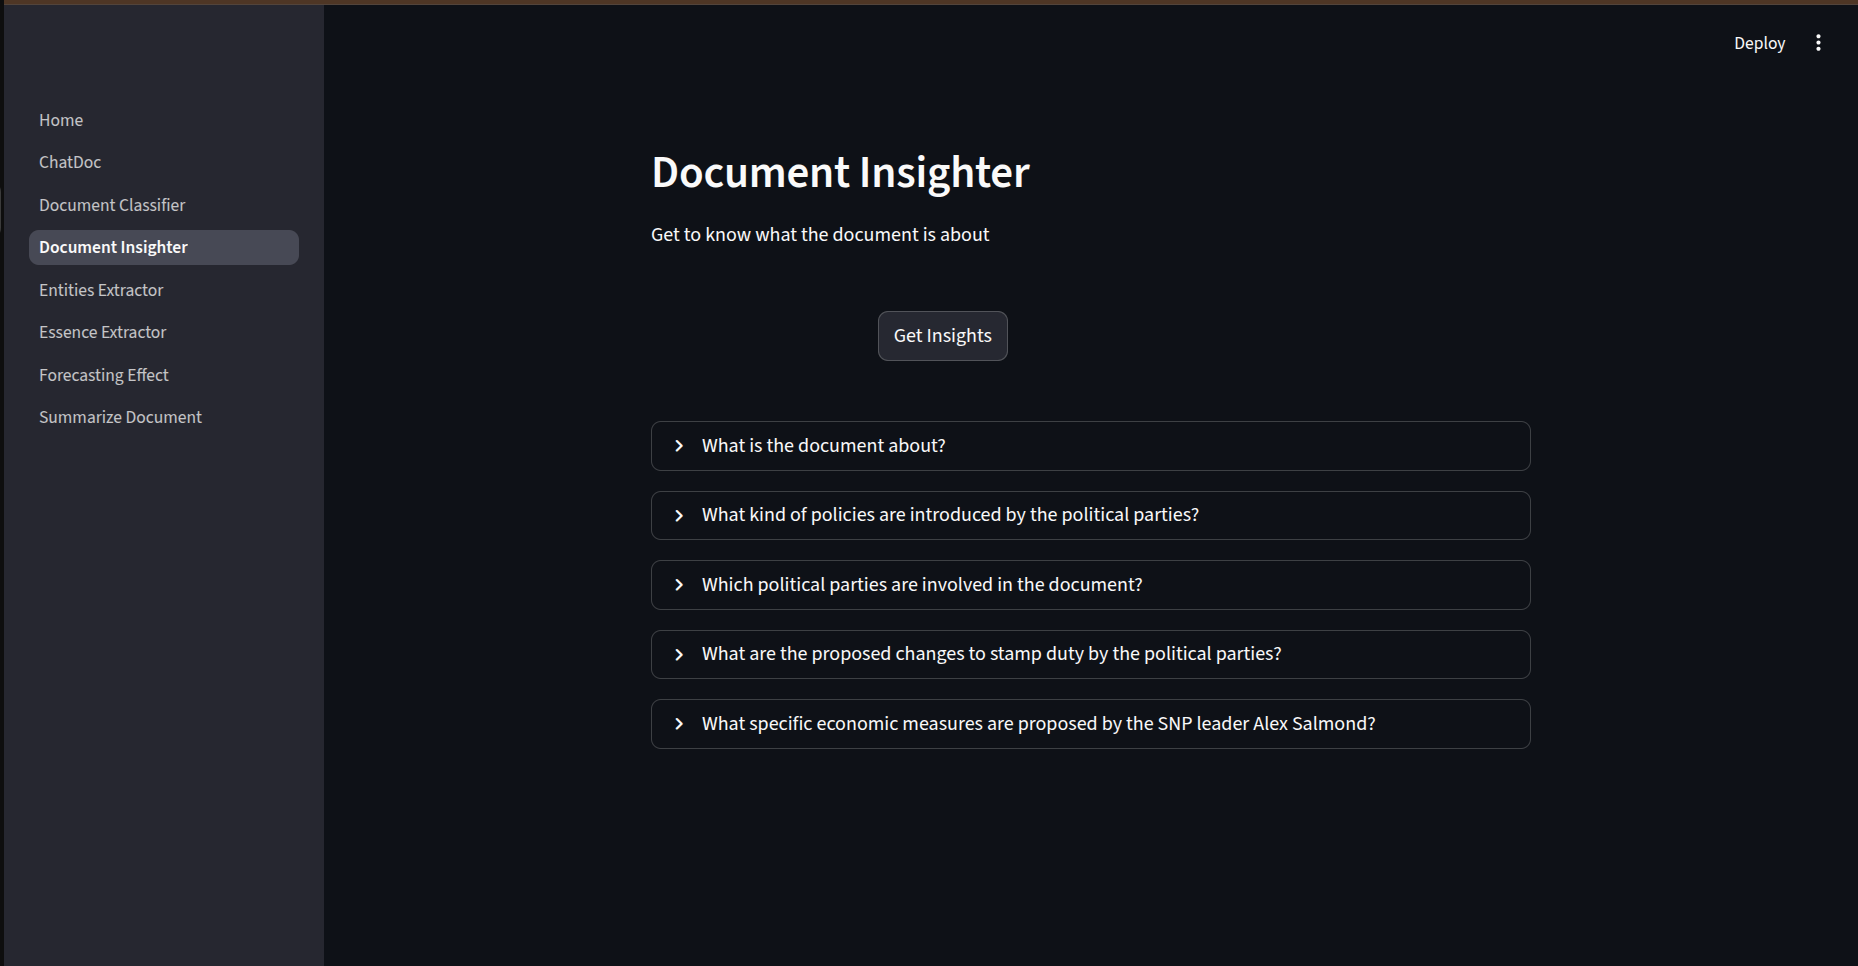 Deploy
Home
ChatDoc
Document Classifier
Document Insighter
Entities Extractor
Essence Extractor
Forecasting Effect
Summarize Document
Document Insighter
Get to know what the document is about
Get Insights
What is the document about?
What kind of policies are introduced by the political parties?
Which political parties are involved in the document?
What are the proposed changes to stamp duty by the political parties?
What specific economic measures are proposed by the SNP leader Alex Salmond?